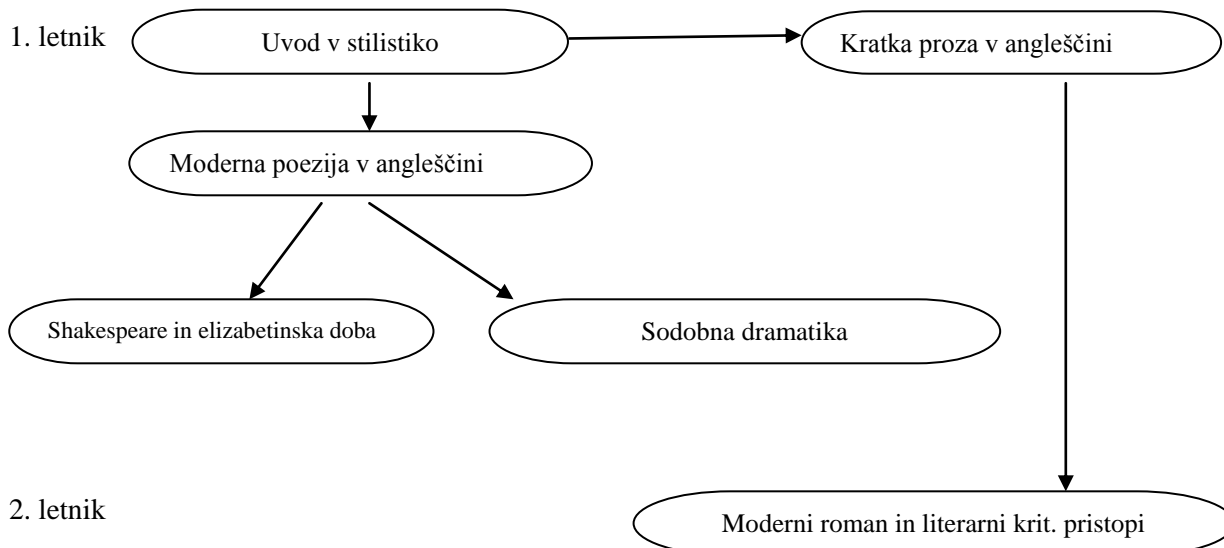 1. letnik
Uvod v stilistiko
Kratka proza v angleščini
Moderna poezija v angleščini
Shakespeare in elizabetinska doba
Sodobna dramatika
2. letnik
Moderni roman in literarni krit. pristopi